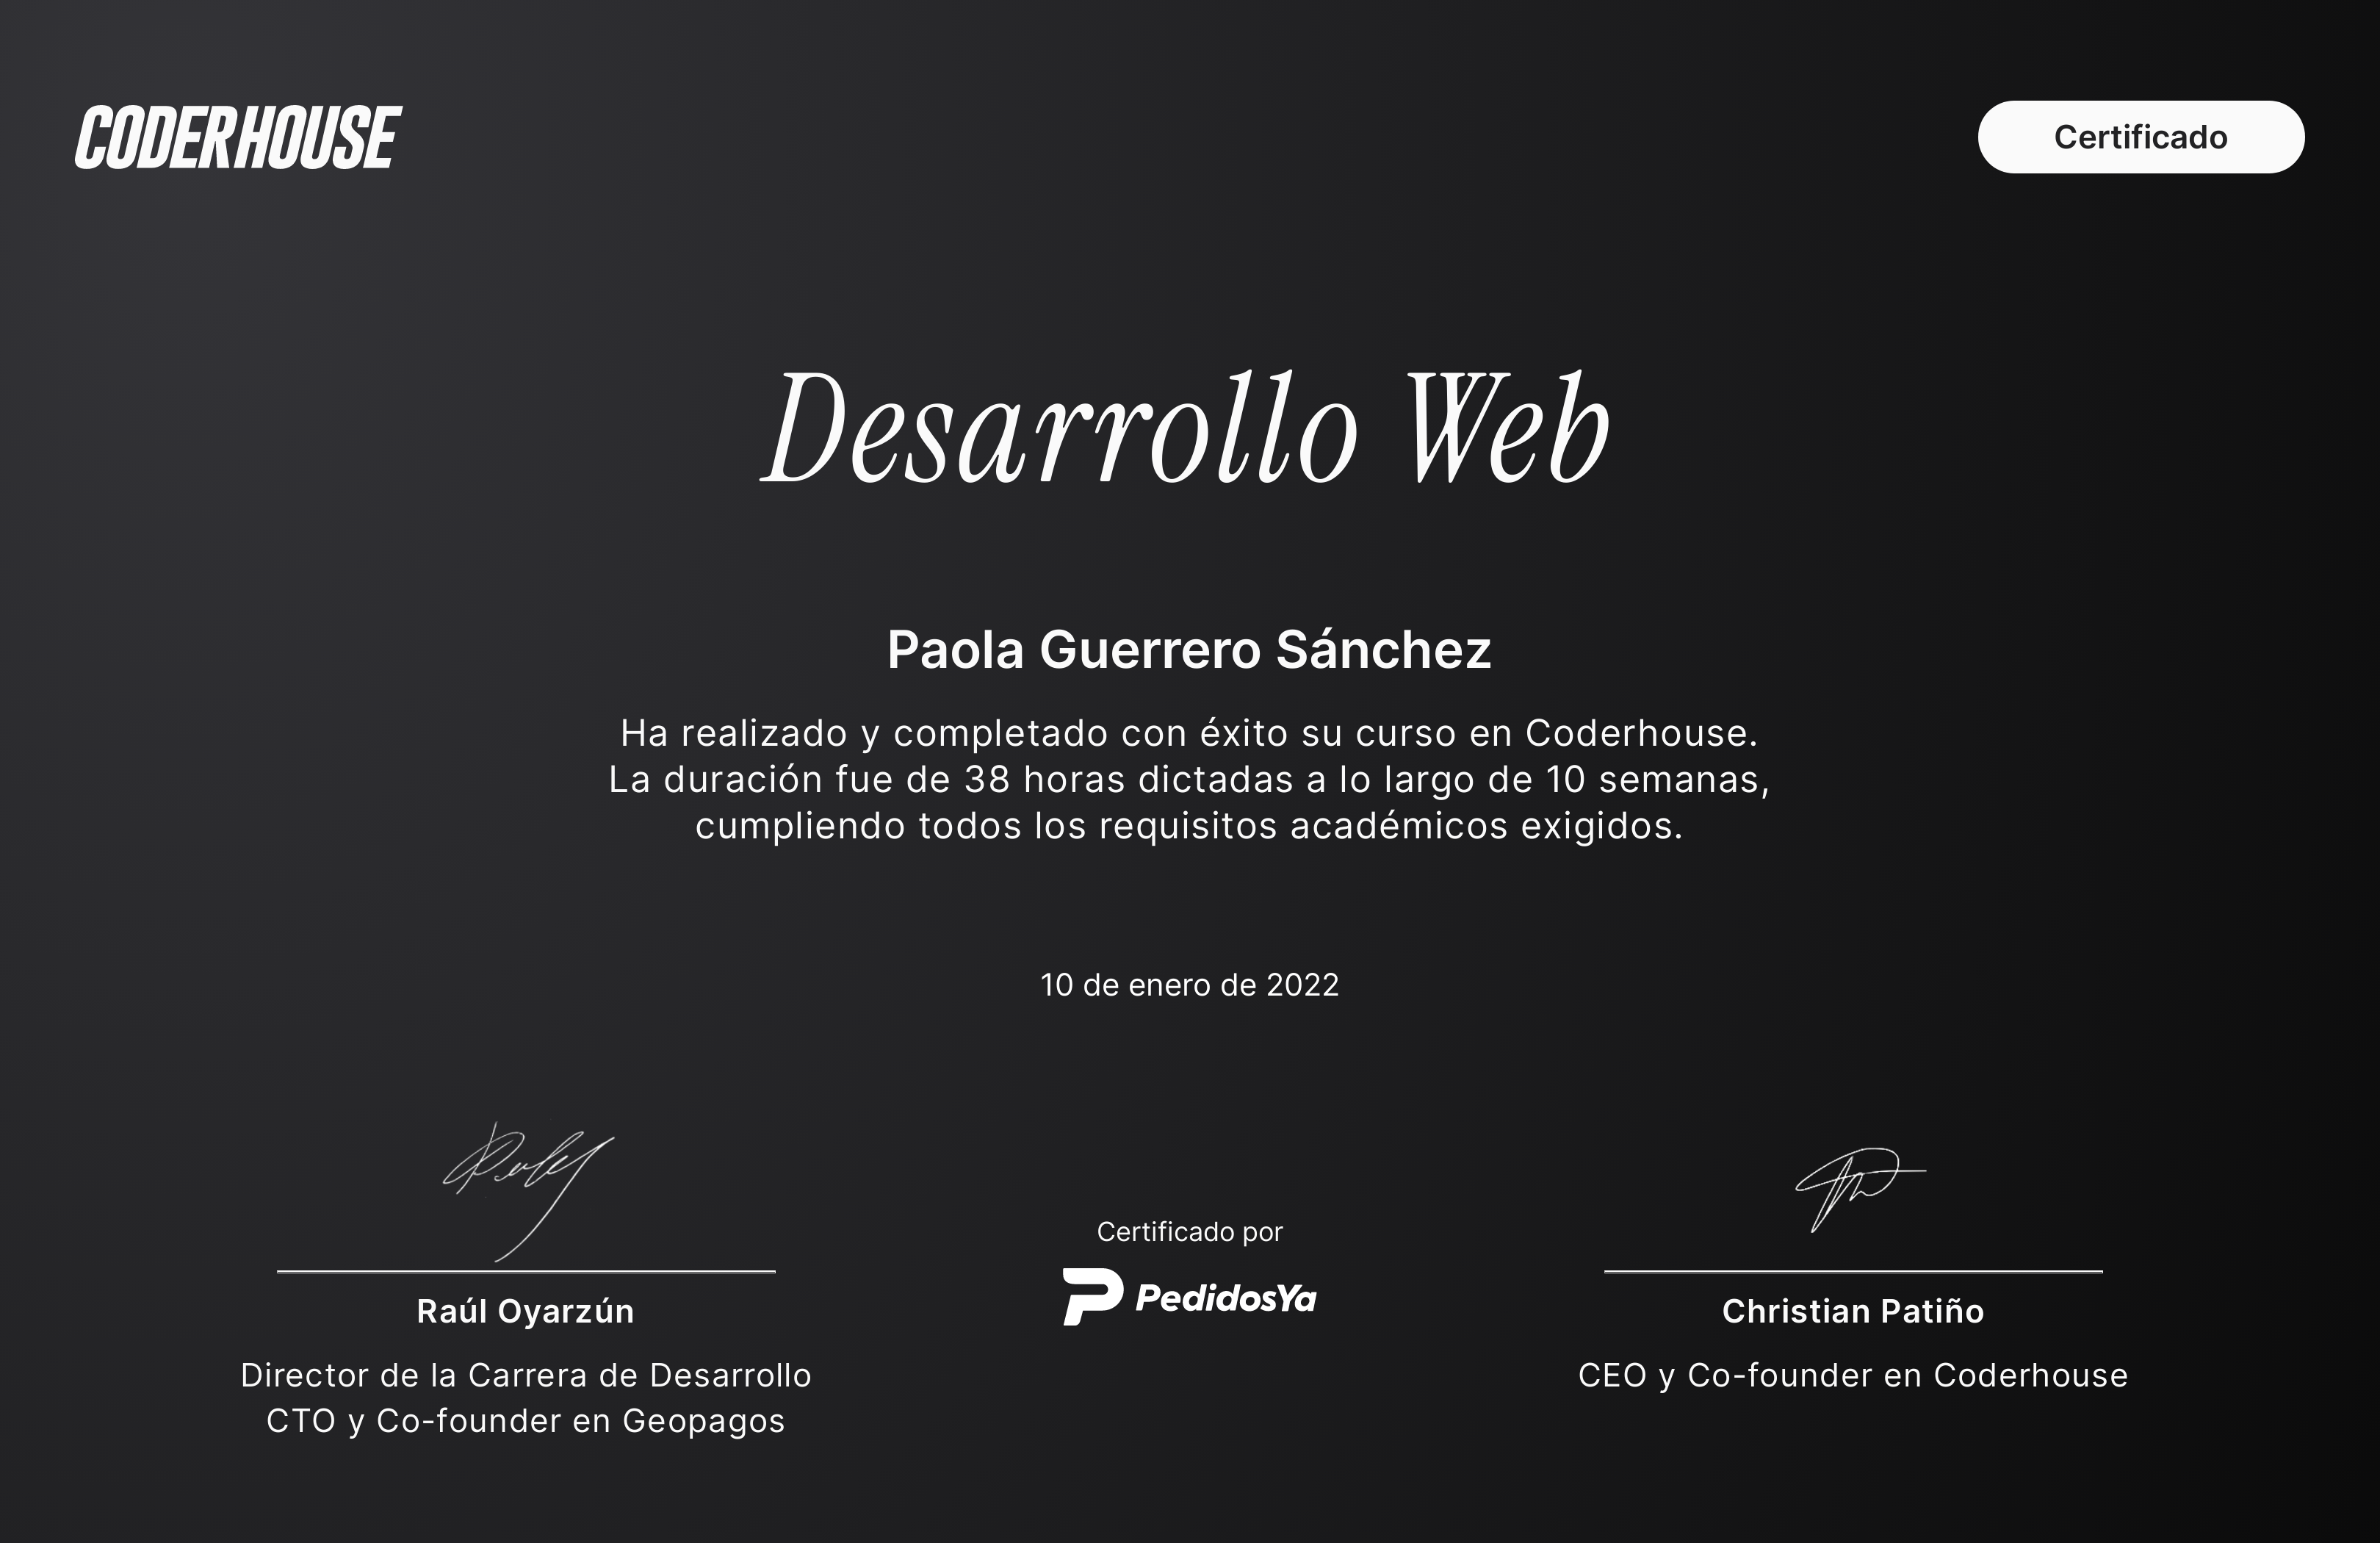 CODERHOUSE
Certificado
Desarrollo Web
Paola Guerrero Sánchez
Ha realizado y completado con éxito su curso en Coderhouse.
La duración fue de 38 horas dictadas a lo largo de 10 semanas,
cumpliendo todos los requisitos académicos exigidos.
10 de enero de 2022
Certificado por
PedidosYa
Raúl Oyarzún
Director de la Carrera de Desarrollo
CTO y Co-founder en Geopagos
Christian Patiño
CEO y Co-founder en Coderhouse